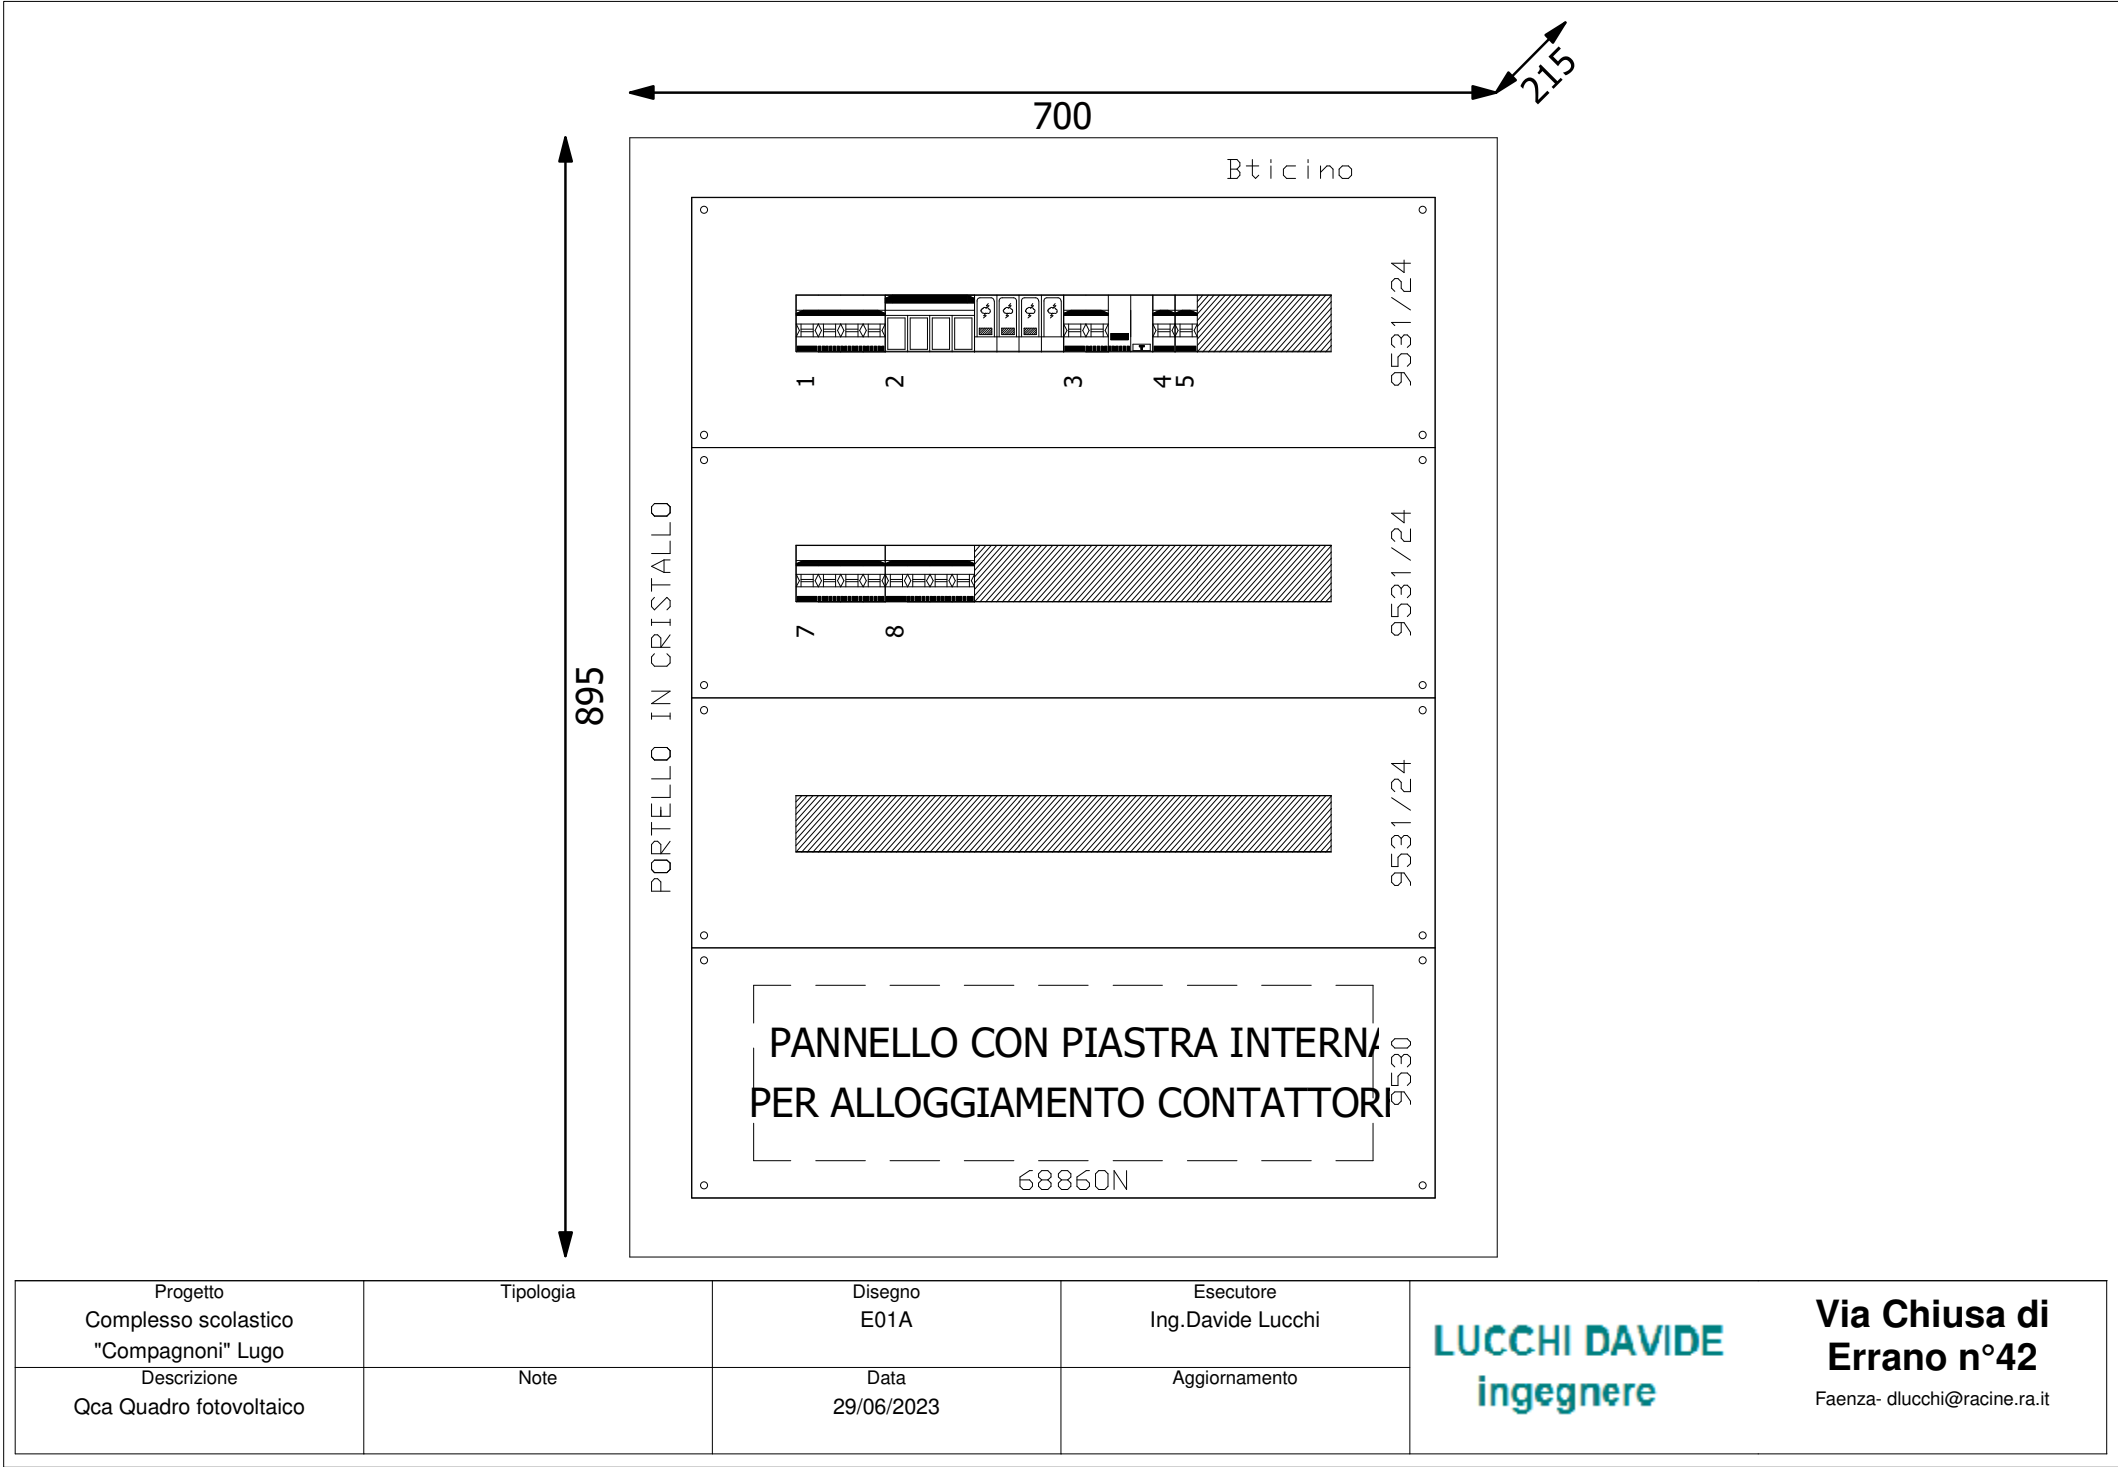 215
700
Bticino
9531/24
1 2 3 4 5
PORTELLO IN CRISTALLO
895
9531/24
7 8
9531/24
PANNELLO CON PIASTRA INTERNA
PER ALLOGGIAMENTO CONTATTORI
9530
68860N
Progetto
Complesso scolastico
"Compagnoni" Lugo
Tipologia
Disegno
E01A
Esecutore
Ing.Davide Lucchi
Descrizione
Qca Quadro fotovoltaico
Note
Data
29/06/2023
Aggiornamento
LUCCHI DAVIDE
ingegnere
Via Chiusa di
Errano n°42
Faenza- dlucchi@racine.ra.it